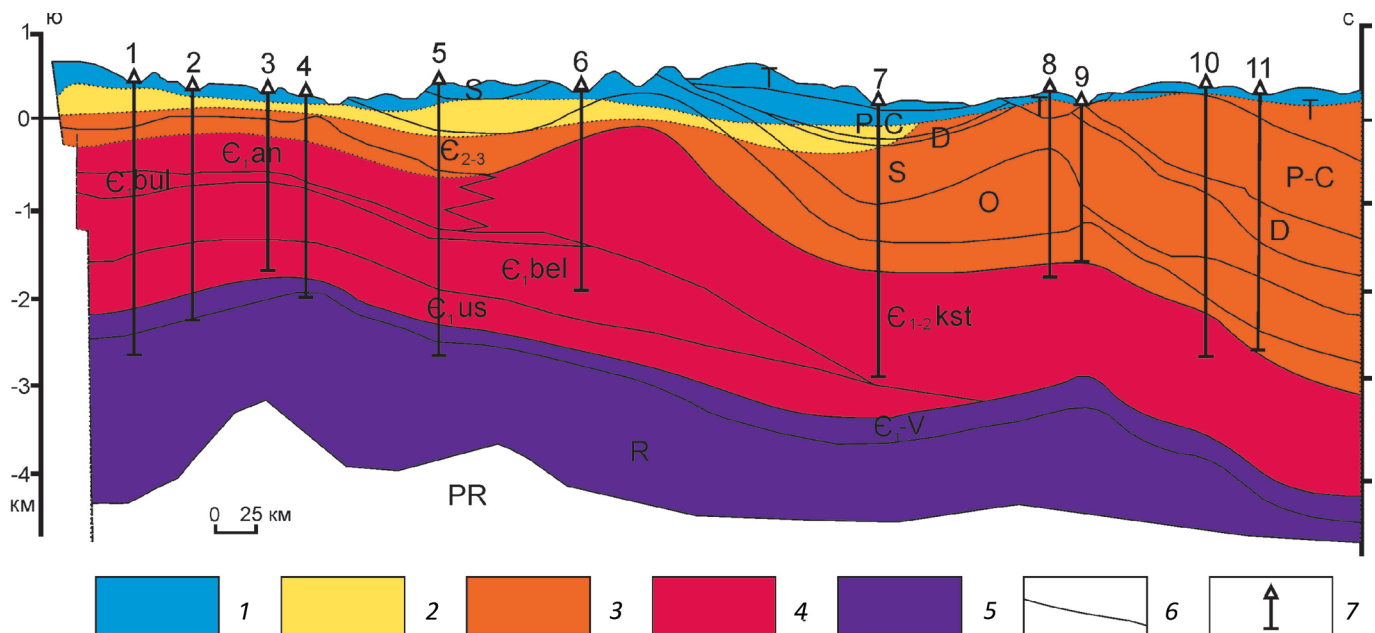 Ю
С
1
0
-1
-2
-3
-4
км
1
2
3
4
5
6
7
8
9
10
11
T
S
P-C
D
T
T
Є₂₋₃
Є₁an
Є₁bul
S
O
P-C
D
Є₁bel
Є₁us
Є₁₋₂kst
Є₁-V
R
PR
0 25 км
1
2
3
4
5
6
7